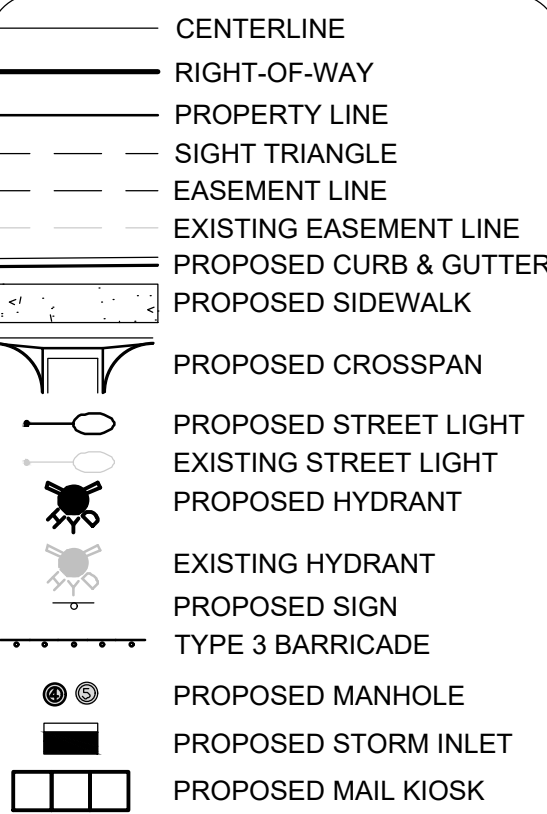 CENTERLINE
RIGHT-OF-WAY
PROPERTY LINE
SIGHT TRIANGLE
EASEMENT LINE
EXISTING EASEMENT LINE
PROPOSED CURB & GUTTER
PROPOSED SIDEWALK
PROPOSED CROSSPAN
PROPOSED STREET LIGHT
EXISTING STREET LIGHT
HYD PROPOSED HYDRANT
HYD EXISTING HYDRANT
PROPOSED SIGN
TYPE 3 BARRICADE
④ ⑤ PROPOSED MANHOLE
PROPOSED STORM INLET
PROPOSED MAIL KIOSK